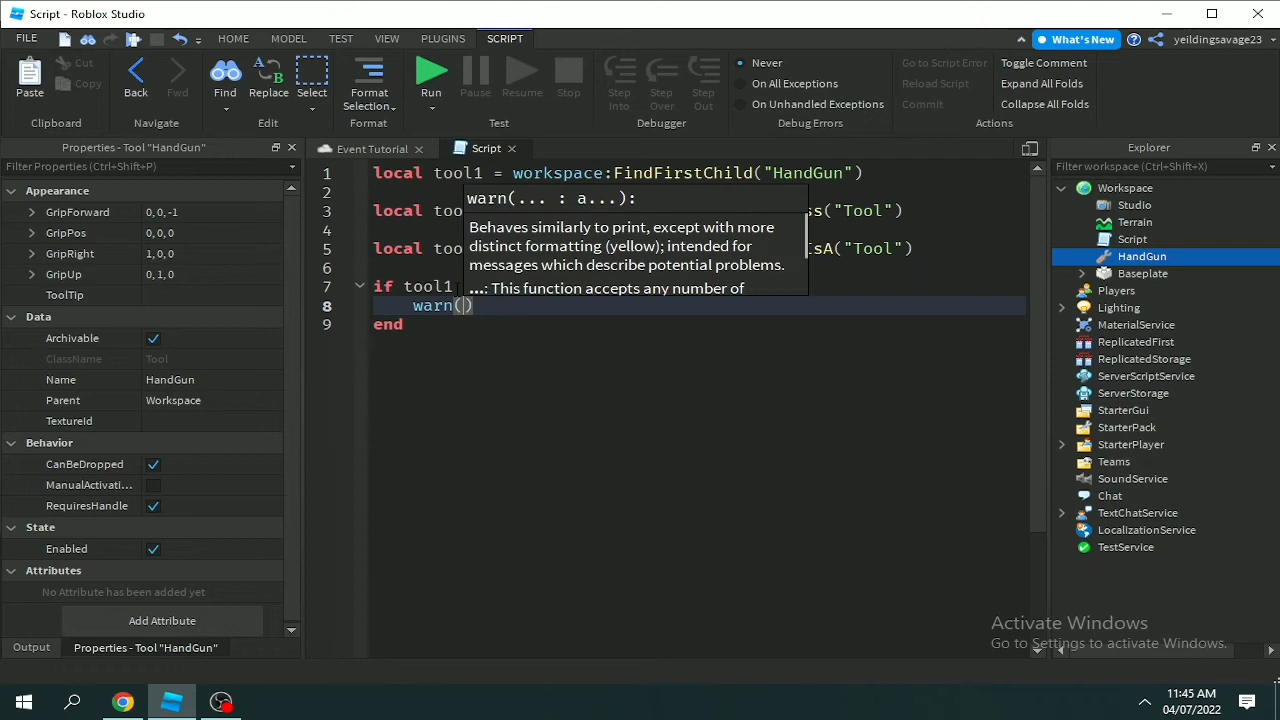 Script - Roblox Studio
FILE HOME MODEL TEST VIEW PLUGINS SCRIPT What's New yeildingsavage23
Paste Cut Copy Back Fwd Find Replace Select Format Selection Run Pause Resume Stop Step Into Step Over Step Out
Never
On All Exceptions
On Unhandled Exceptions
Go to Script Error
Reload Script
Commit
Toggle Comment
Expand All Folds
Collapse All Folds
Clipboard Navigate Edit Format Test Debugger Debug Errors Actions
Properties - Tool "HandGun"
Filter Properties (Ctrl+Shift+P)
Appearance
GripForward 0, 0, -1
GripPos 0, 0, 0
GripRight 1, 0, 0
GripUp 0, 1, 0
ToolTip
Data
Archivable
ClassName Tool
Name HandGun
Parent Workspace
TextureId
Behavior
CanBeDropped
ManualActivati...
RequiresHandle
State
Enabled
Attributes
No Attribute has been added yet
Add Attribute
Output Properties - Tool "HandGun"
Event Tutorial Script
1 local tool1 = workspace:FindFirstChild("HandGun")
2
3 local too ss("Tool")
4
5 local too IsA("Tool")
6
7 if tool1
8 warn()
9 end
warn(... : a...):
Behaves similarly to print, except with more
distinct formatting (yellow); intended for
messages which describe potential problems.
...: This function accepts any number of
Explorer
Filter workspace (Ctrl+Shift+X)
Workspace
Studio
Terrain
Script
HandGun
Baseplate
Players
Lighting
MaterialService
ReplicatedFirst
ReplicatedStorage
ServerScriptService
ServerStorage
StarterGui
StarterPack
StarterPlayer
Teams
SoundService
Chat
TextChatService
LocalizationService
TestService
Activate Windows
Go to Settings to activate Windows.
11:45 AM
04/07/2022